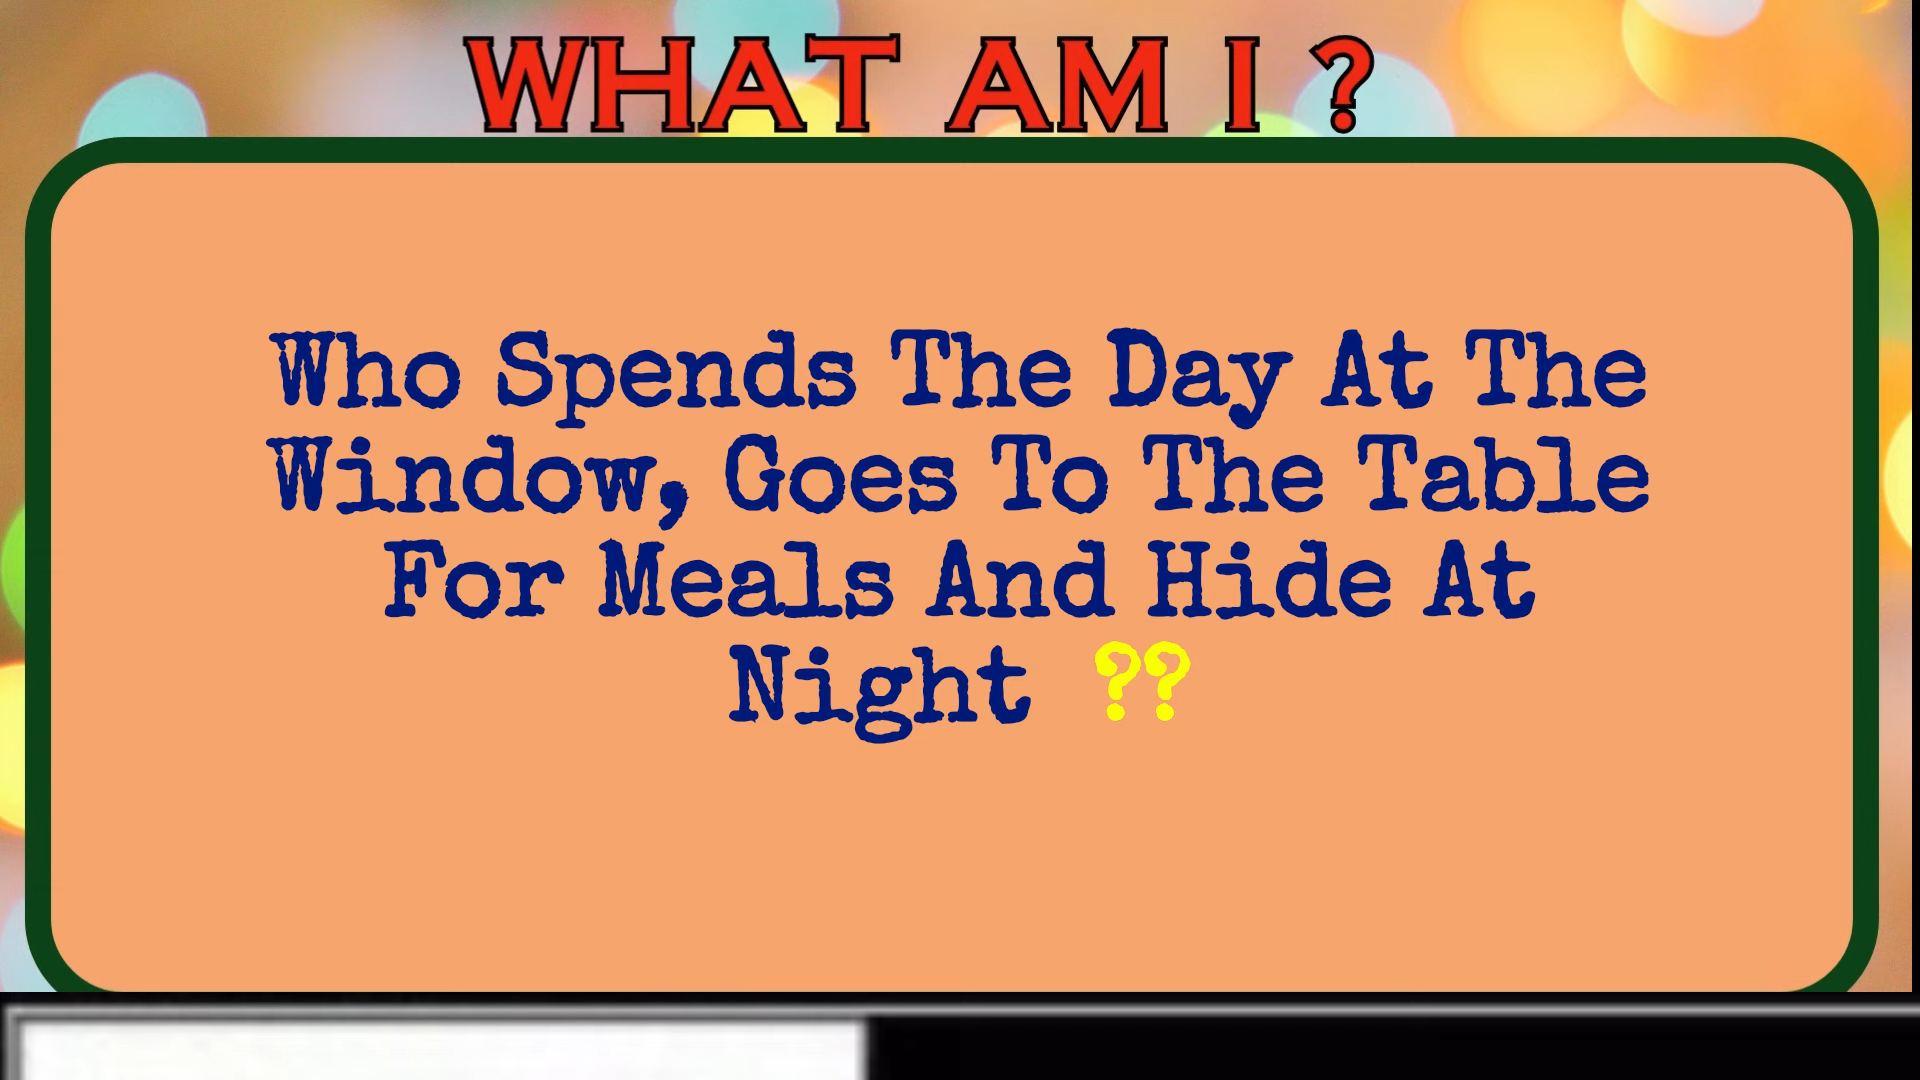 WHAT AM I ?
Who Spends The Day At The
Window, Goes To The Table
For Meals And Hide At
Night ??